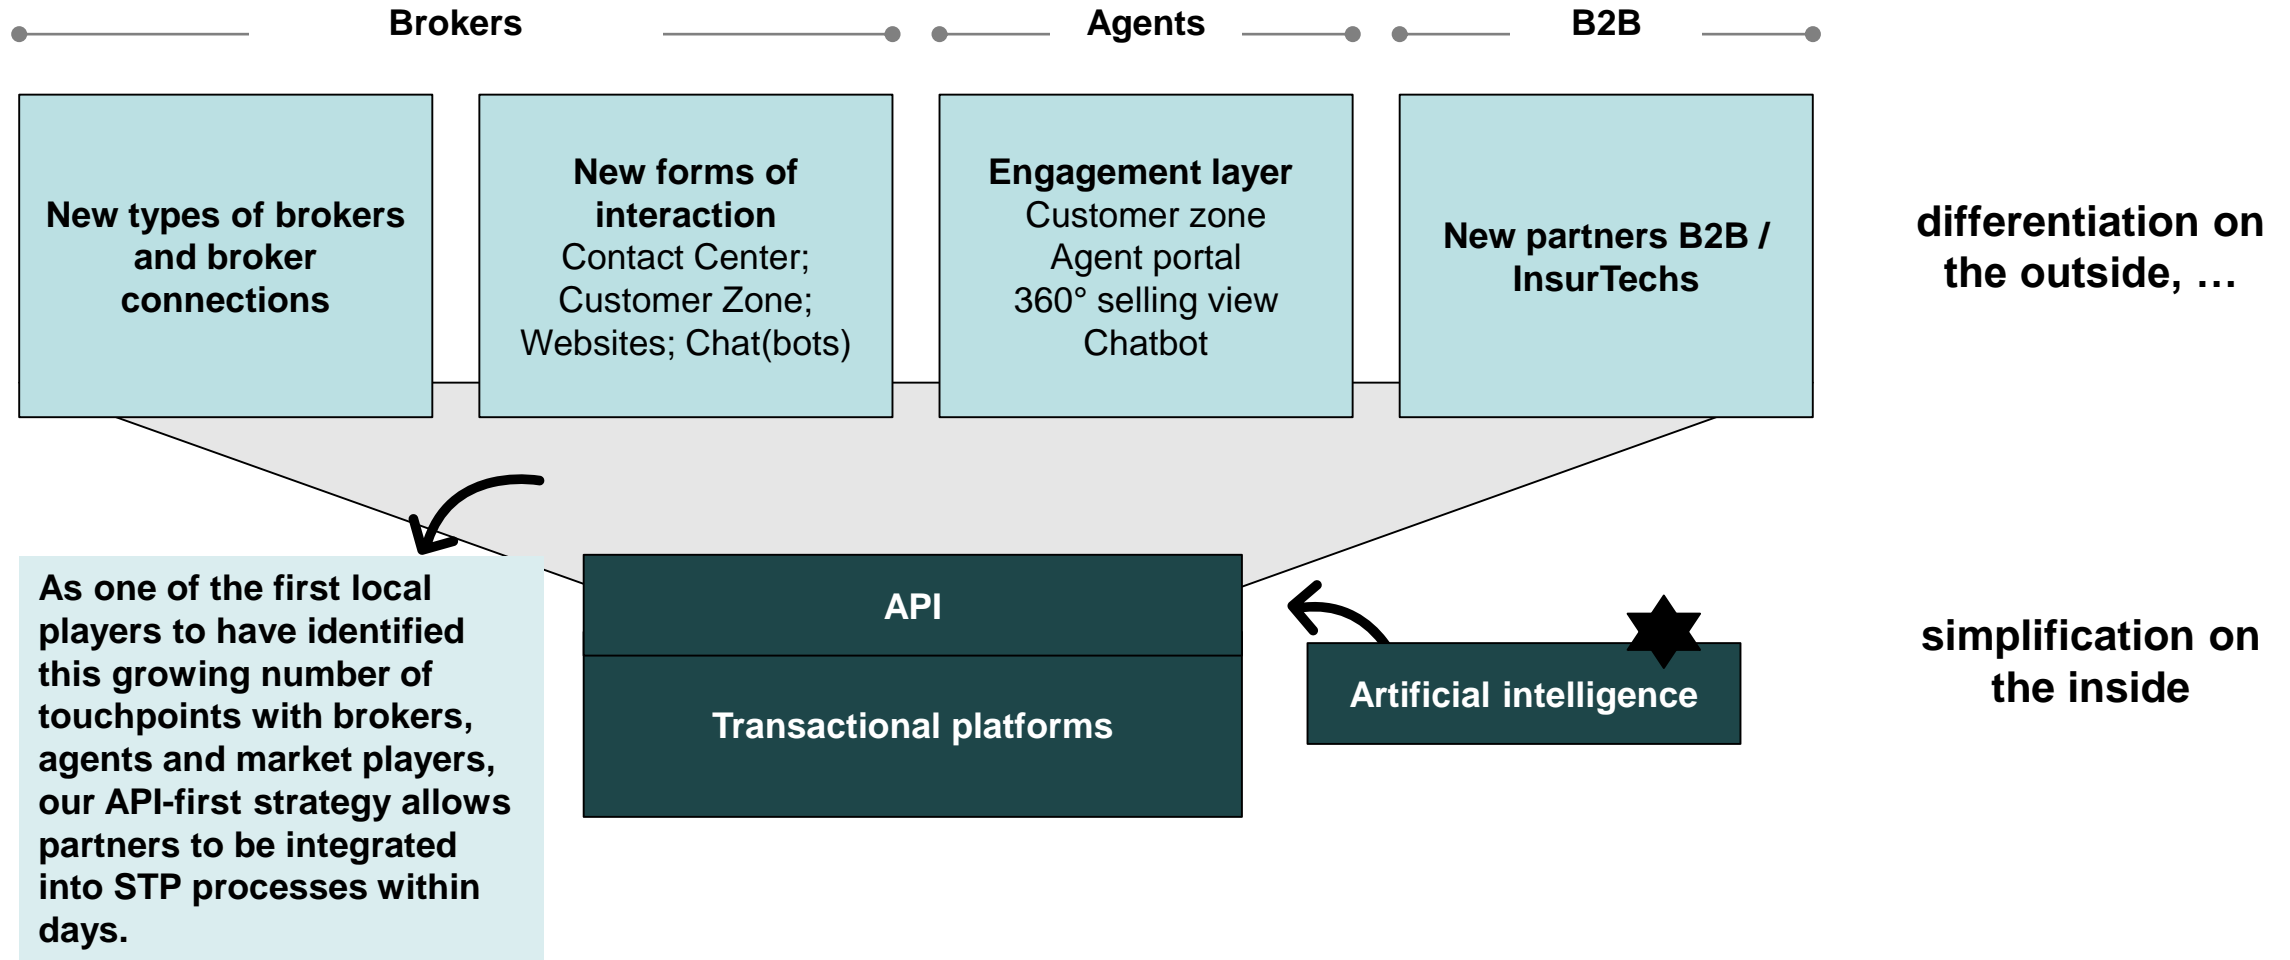 Brokers
Agents
B2B
New types of brokers
and broker
connections
New forms of
interaction
Contact Center;
Customer Zone;
Websites; Chat(bots)
Engagement layer
Customer zone
Agent portal
360° selling view
Chatbot
New partners B2B /
InsurTechs
differentiation on
the outside, …
As one of the first local
players to have identified
this growing number of
touchpoints with brokers,
agents and market players,
our API-first strategy allows
partners to be integrated
into STP processes within
days.
API
Transactional platforms
Artificial intelligence
simplification on
the inside